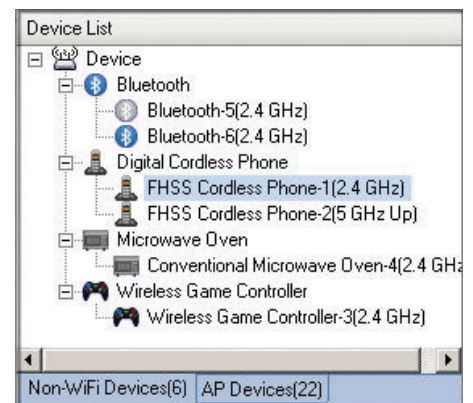 Device List
Device
Bluetooth
Bluetooth-5(2.4 GHz)
Bluetooth-6(2.4 GHz)
Digital Cordless Phone
FHSS Cordless Phone-1(2.4 GHz)
FHSS Cordless Phone-2(5 GHz Up)
Microwave Oven
Conventional Microwave Oven-4(2.4 GHz
Wireless Game Controller
Wireless Game Controller-3(2.4 GHz)
Non-WiFi Devices(6) AP Devices(22)